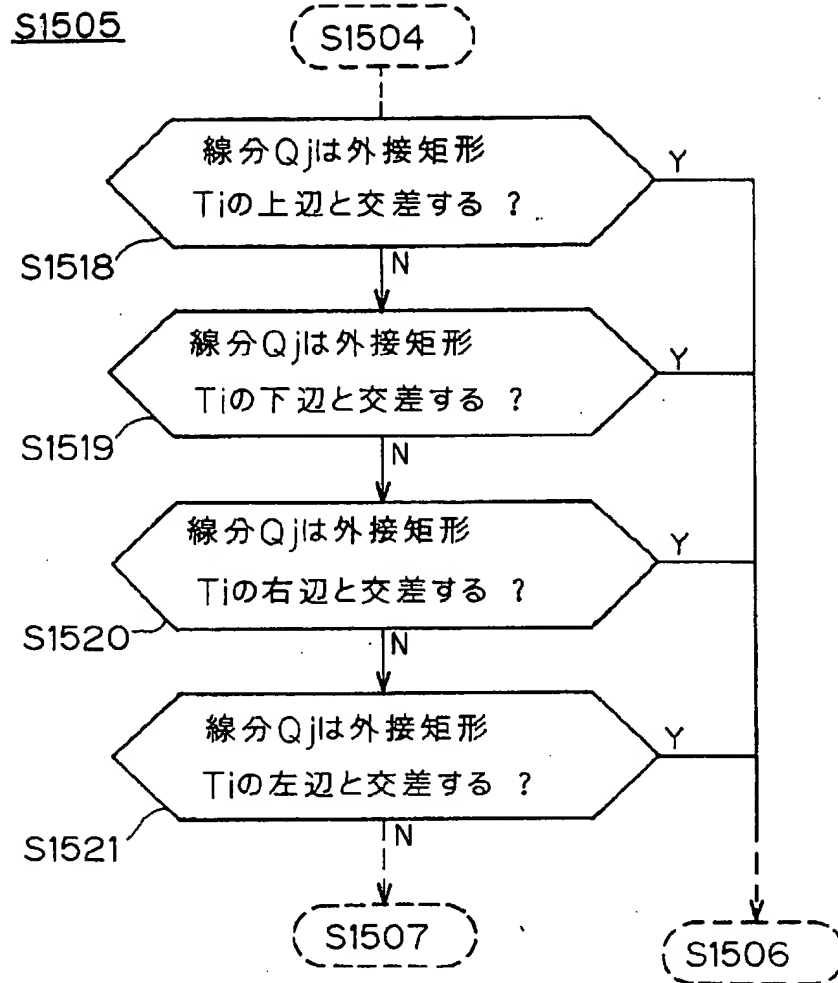 S1505
S1504
線分Qjは外接矩形
Tiの上辺と交差する ?
Y
S1518
N
線分Qjは外接矩形
Tiの下辺と交差する ?
Y
S1519
N
線分Qjは外接矩形
Tiの右辺と交差する ?
Y
S1520
N
線分Qjは外接矩形
Tiの左辺と交差する ?
Y
S1521
N
S1507
S1506